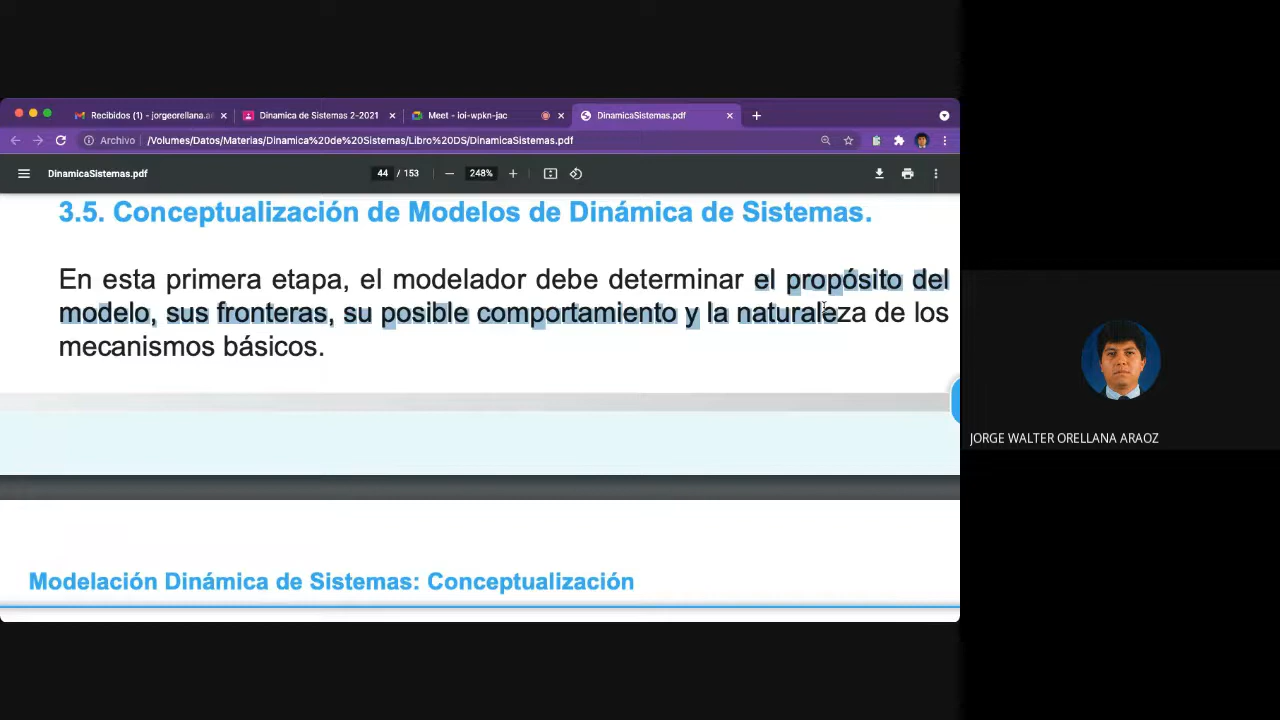 Recibidos (1) - jorgeorellana.a
Dinamica de Sistemas 2-2021
Meet - ioi-wpkn-jac
DinamicaSistemas.pdf
Archivo
/Volumes/Datos/Materias/Dinamica%20de%20Sistemas/Libro%20DS/DinamicaSistemas.pdf
DinamicaSistemas.pdf
44 / 153
248%
3.5. Conceptualización de Modelos de Dinámica de Sistemas.
En esta primera etapa, el modelador debe determinar el propósito del
modelo, sus fronteras, su posible comportamiento y la naturaleza de los
mecanismos básicos.
JORGE WALTER ORELLANA ARAOZ
Modelación Dinámica de Sistemas: Conceptualización